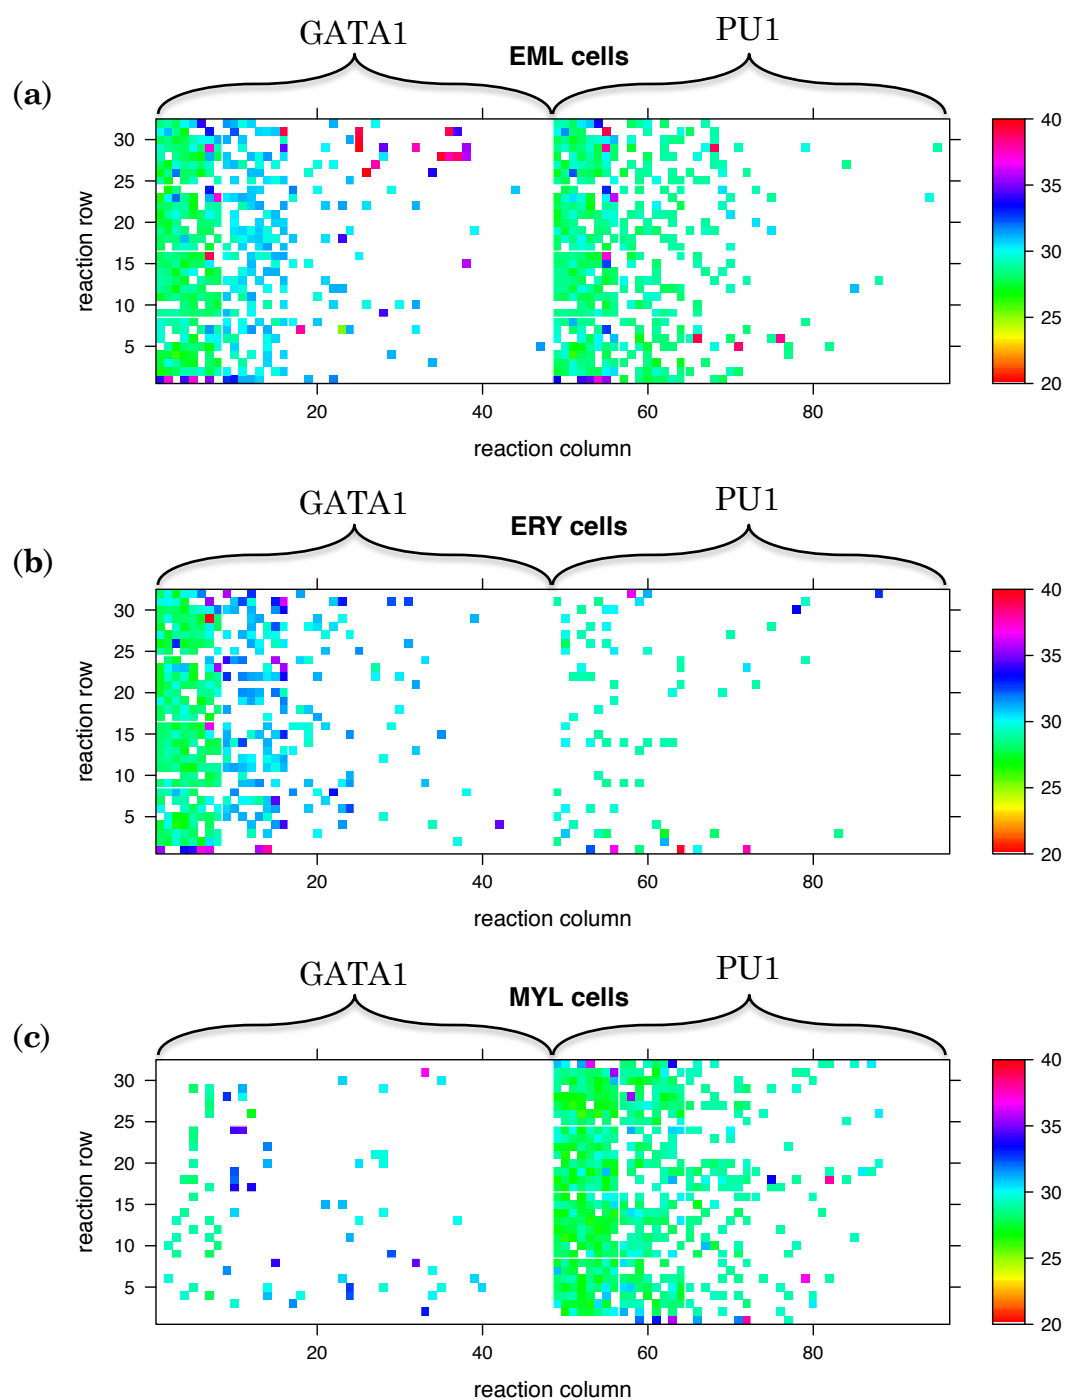 GATA1 PU1
EML cells
(a)
40
30 35
25
20 30
15
10 25
5
20
20 40 60 80
reaction row
reaction column
GATA1 PU1
ERY cells
(b)
40
30 35
25
20 30
15
10 25
5
20
20 40 60 80
reaction row
reaction column
GATA1 PU1
MYL cells
(c)
40
30 35
25
20 30
15
10 25
5
20
20 40 60 80
reaction row
reaction column